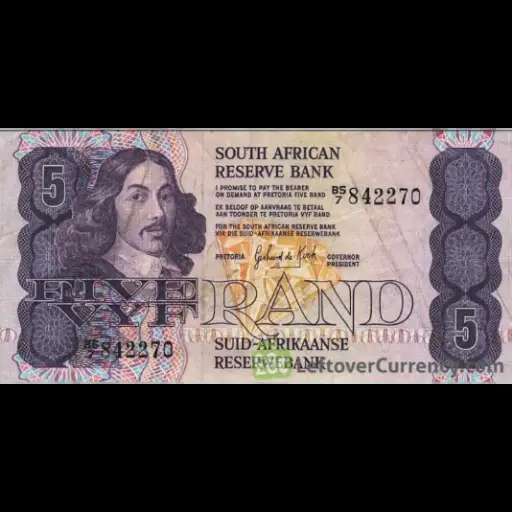 SOUTH AFRICAN
RESERVE BANK
5
I PROMISE TO PAY THE BEARER
ON DEMAND AT PRETORIA FIVE RAND
B5/7 842270
EK BELOOF OP AANVRAAG TE BETAAL
AAN TOONDER TE PRETORIA VYF RAND
FOR THE SOUTH AFRICAN RESERVE BANK
VIR DIE SUID-AFRIKAANSE RESERWEBANK
PRETORIA
GOVERNOR
PRESIDENT
FIVE
VYF
RAND
5
B5/7 842270
SUID-AFRIKAANSE
RESERWEBANK
LeftoverCurrency.com